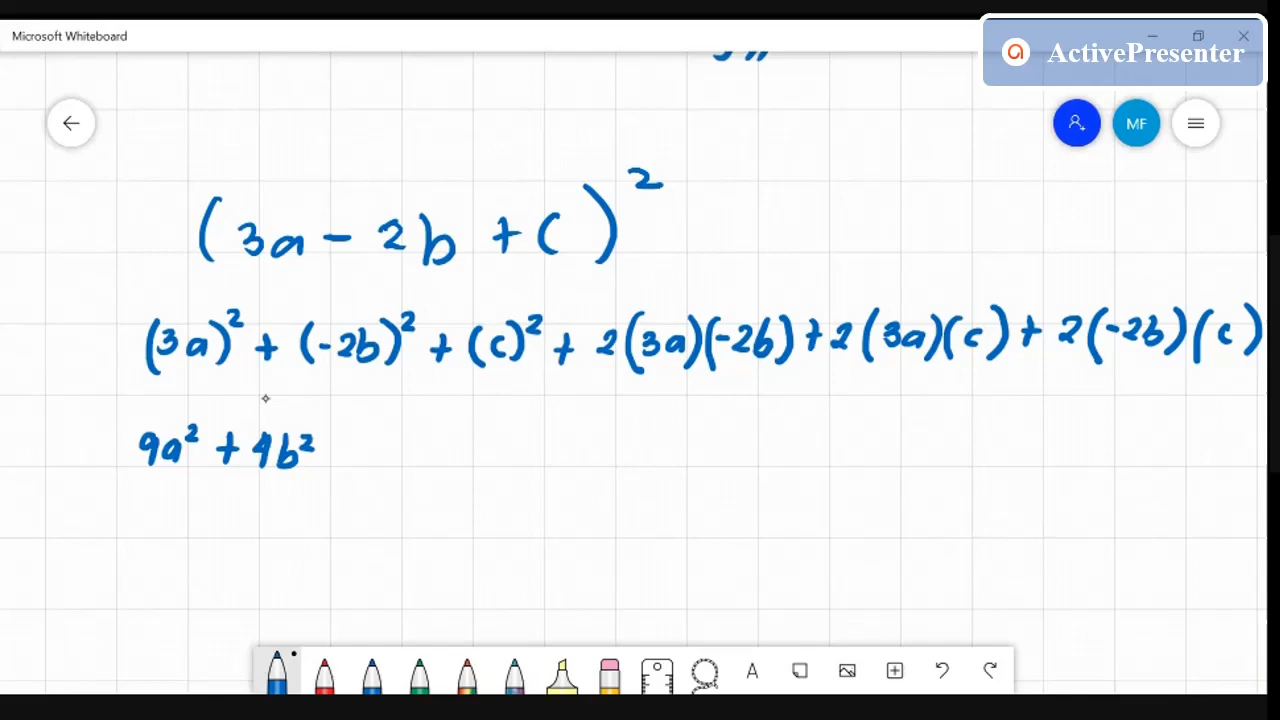 Microsoft Whiteboard
ActivePresenter
MF
(3a - 2b + c)²
(3a)² + (-2b)² + (c)² + 2(3a)(-2b) + 2(3a)(c) + 2(-2b)(c)
9a² + 4b²
A